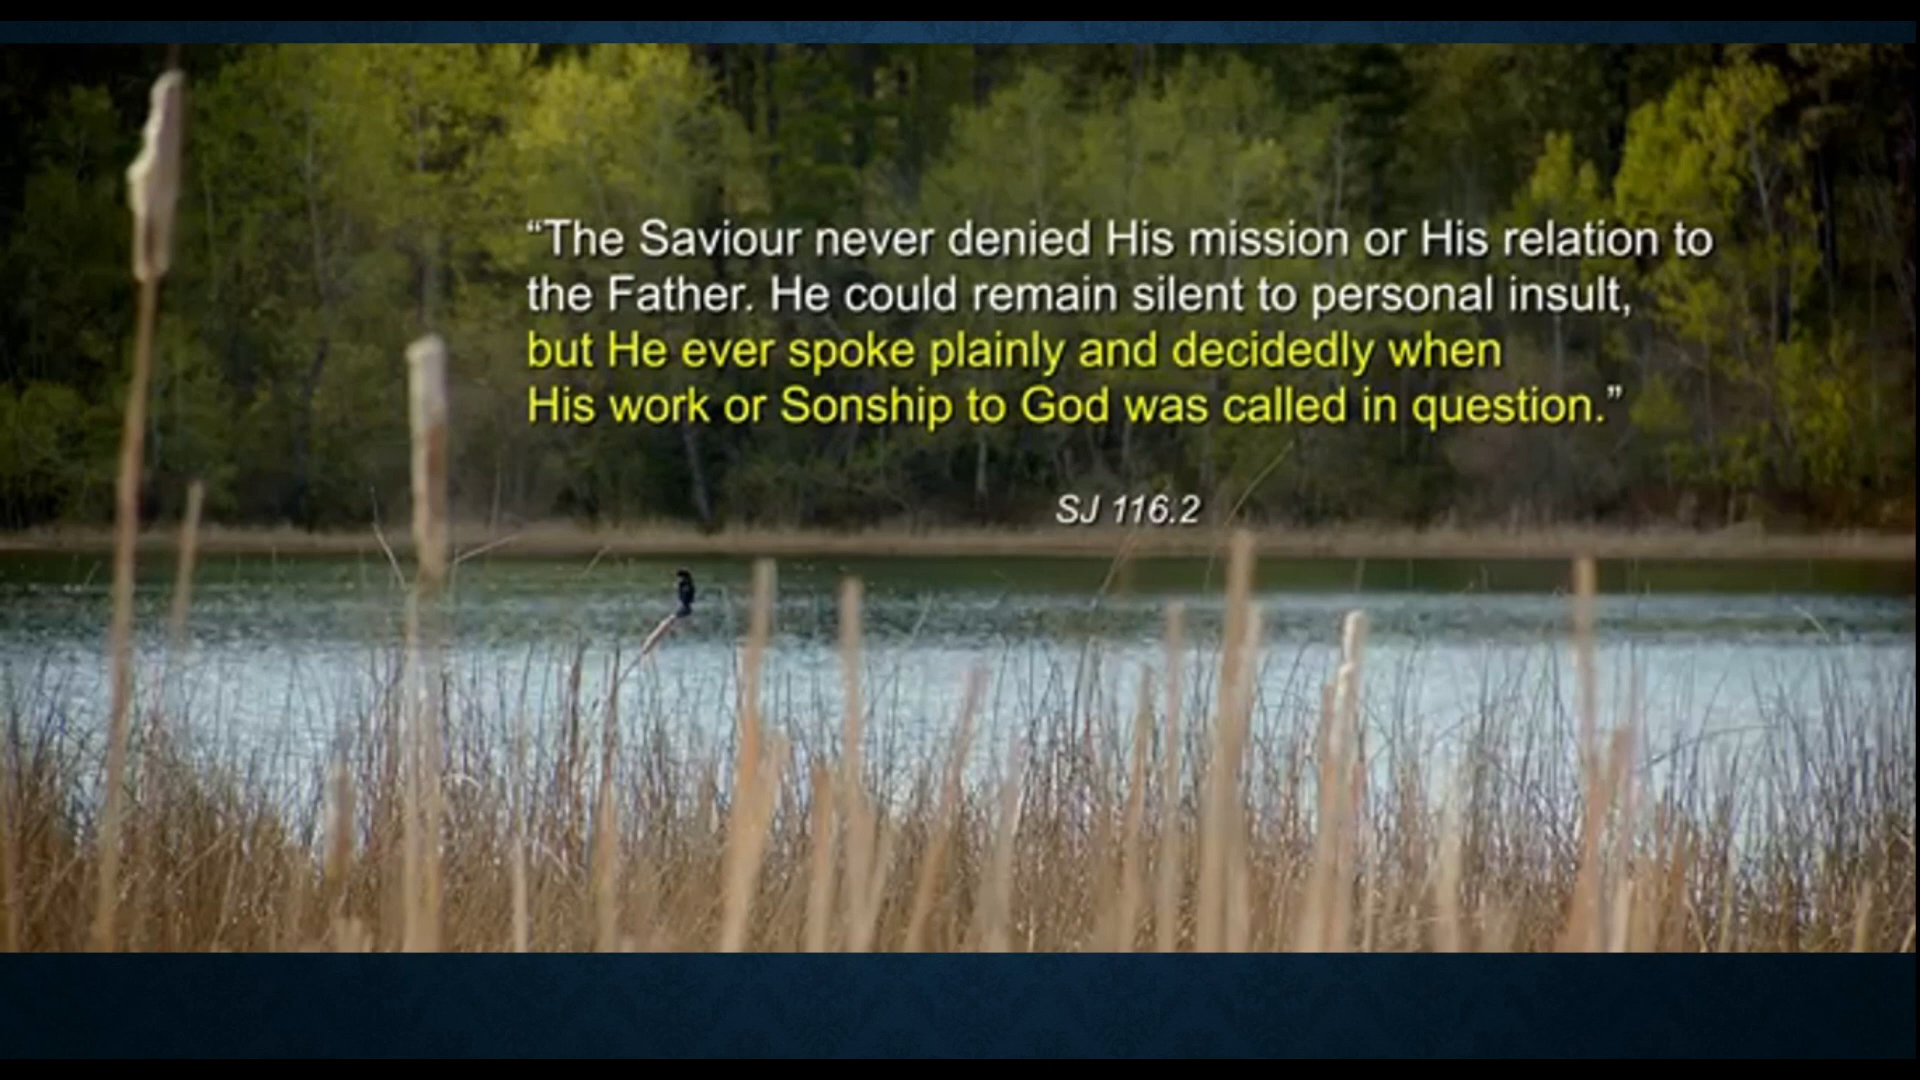 “The Saviour never denied His mission or His relation to
the Father. He could remain silent to personal insult,
but He ever spoke plainly and decidedly when
His work or Sonship to God was called in question.”
SJ 116.2